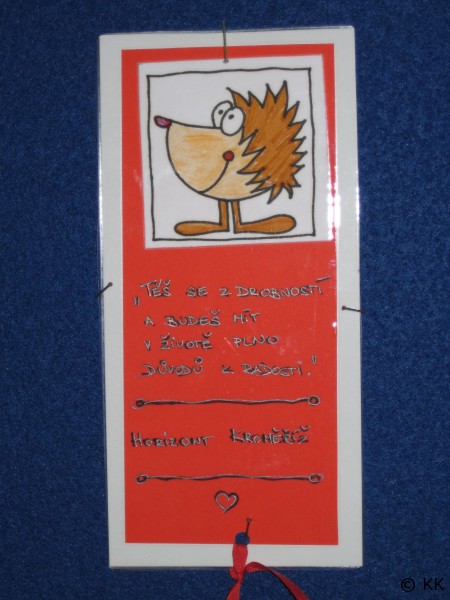 „TĚŠ SE Z DROBNOSTÍ
A BUDEŠ MÍT
V ŽIVOTĚ PLNO
DŮVODŮ K RADOSTI."
HORIZONT KROMĚŘÍŽ
© KK